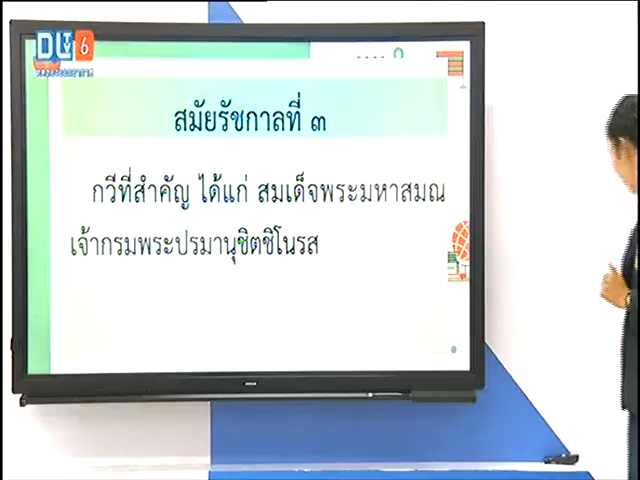 DLTV 6
สมัยรัชกาลที่ ๓
กวีที่สำคัญ ได้แก่ สมเด็จพระมหาสมณ
เจ้ากรมพระปรมานุชิตชิโนรส